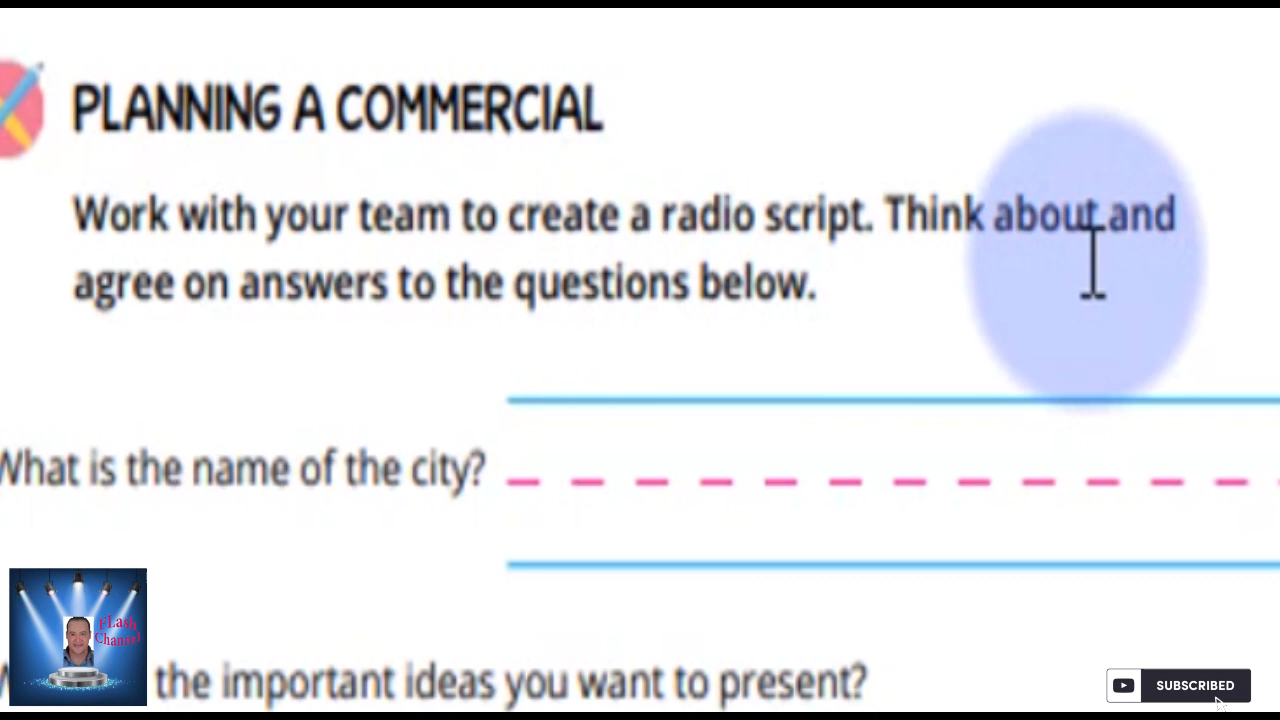 PLANNING A COMMERCIAL
Work with your team to create a radio script. Think about and
agree on answers to the questions below.
What is the name of the city?
the important ideas you want to present?
FLash
Channel
SUBSCRIBED